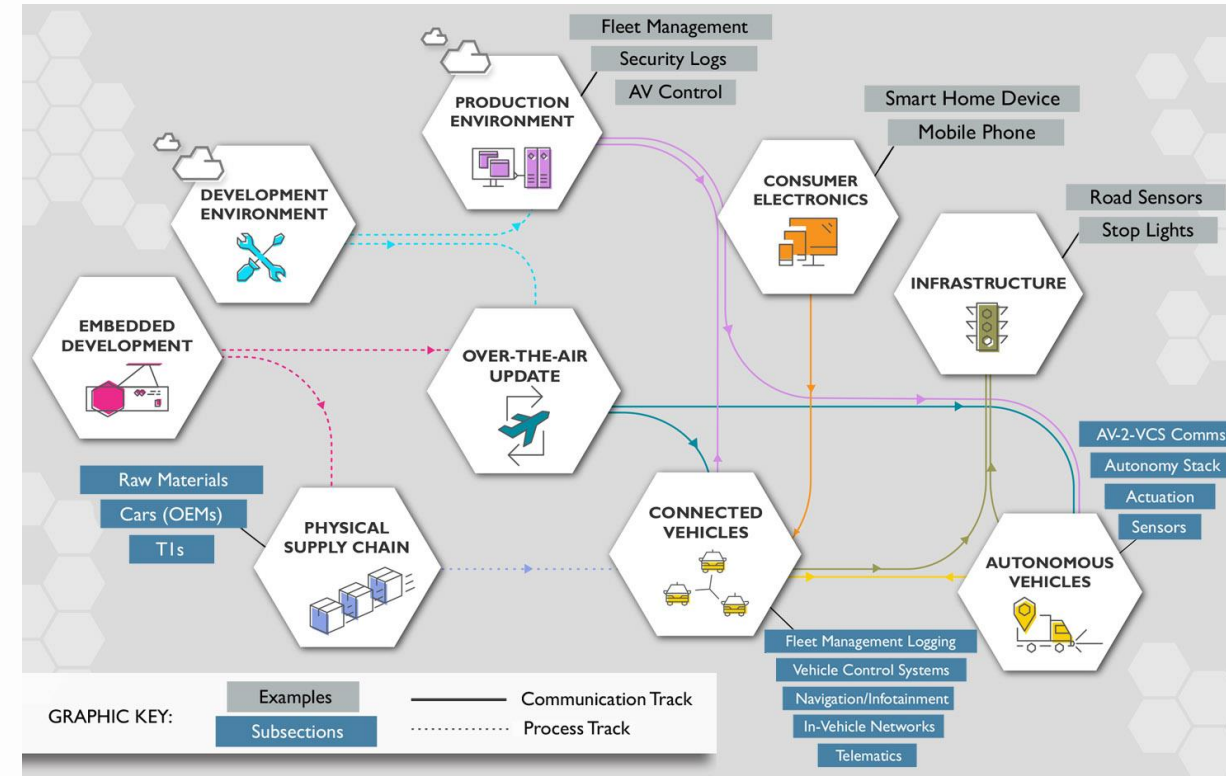 Fleet Management
Security Logs
AV Control
PRODUCTION
ENVIRONMENT
Smart Home Device
Mobile Phone
DEVELOPMENT
ENVIRONMENT
CONSUMER
ELECTRONICS
Road Sensors
Stop Lights
INFRASTRUCTURE
EMBEDDED
DEVELOPMENT
OVER-THE-AIR
UPDATE
AV-2-VCS Comms
Autonomy Stack
Actuation
Sensors
Raw Materials
Cars (OEMs)
T1s
PHYSICAL
SUPPLY CHAIN
CONNECTED
VEHICLES
AUTONOMOUS
VEHICLES
Fleet Management Logging
Vehicle Control Systems
Navigation/Infotainment
In-Vehicle Networks
Telematics
GRAPHIC KEY:
Examples
Subsections
Communication Track
Process Track